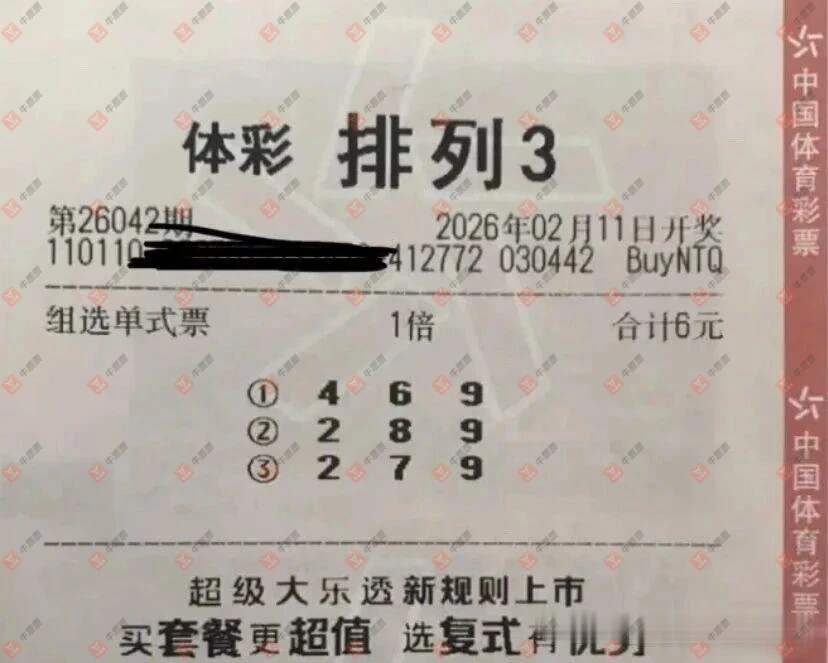 体彩 排列3
第26042期 2026年02月11日开奖
110110 412772 030442 BuyNTQ
组选单式票 1倍 合计6元
① 4 6 9
② 2 8 9
③ 2 7 9
超级大乐透新规则上市
买套餐更超值 选复式有优势
中国体育彩票
中国体育彩票